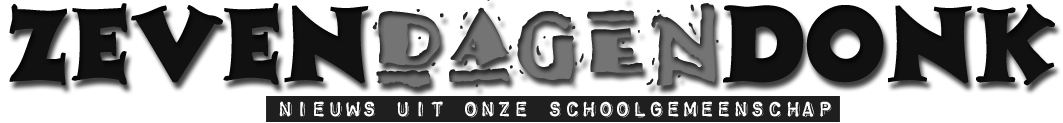 ZEVENDAGENDONK
NIEUWS UIT ONZE SCHOOLGEMEENSCHAP